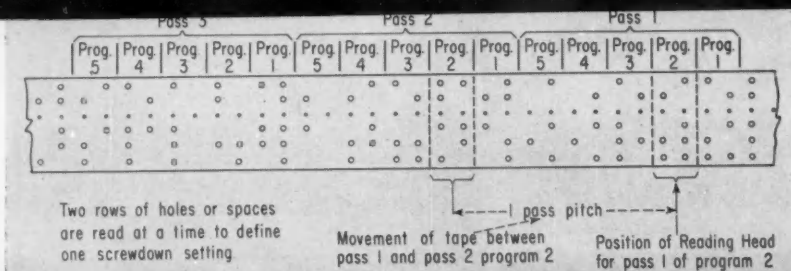 Pass 3 Pass 2 Pass 1
Prog. 5 Prog. 4 Prog. 3 Prog. 2 Prog. 1 Prog. 5 Prog. 4 Prog. 3 Prog. 2 Prog. 1 Prog. 5 Prog. 4 Prog. 3 Prog. 2 Prog. 1
1 pass pitch
Two rows of holes or spaces
are read at a time to define
one screwdown setting
Movement of tape between
pass 1 and pass 2 program 2
Position of Reading Head
for pass 1 of program 2